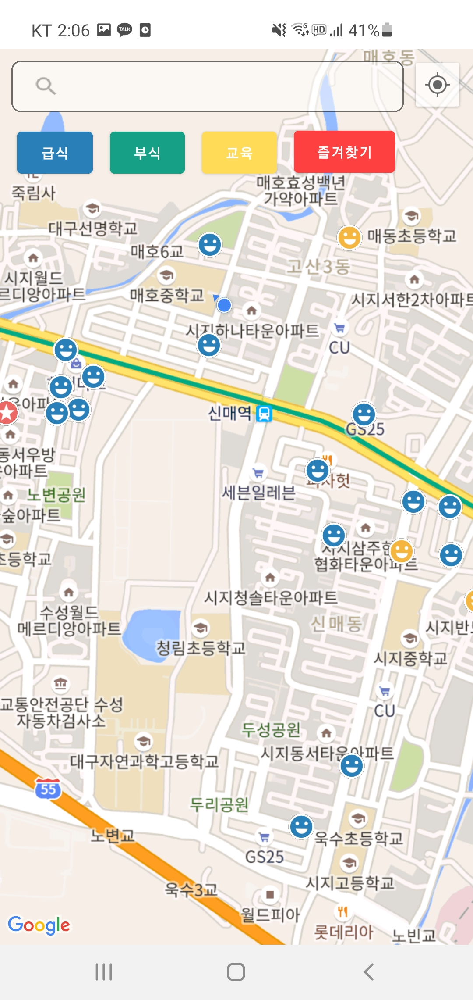 KT 2:06
TALK
G
HD
41%
매호동
급식
부식
교육
즐겨찾기
죽림사
매호효성백년
가약아파트
대구선명학교
매동초등학교
매호6교
고산3동
시지월드
르디앙아파트
매호중학교
시지서한2차아파트
시지하나타운아파트
CU
신매역
GS25
동서우방
아파트
세븐일레븐
노변공원
숲아파트
시지삼주한
협화타운아파트
초등학교
시지청솔타운아파트
수성월드
메르디앙아파트
신매동
시지반도
청림초등학교
시지중학교
교통안전공단 수성
자동차검사소
CU
두성공원
시지동서타운아파트
대구자연과학고등학교
55
두리공원
노변교
욱수초등학교
GS25
욱수3교
시지고등학교
월드피아
Google
롯데리아
노빈교